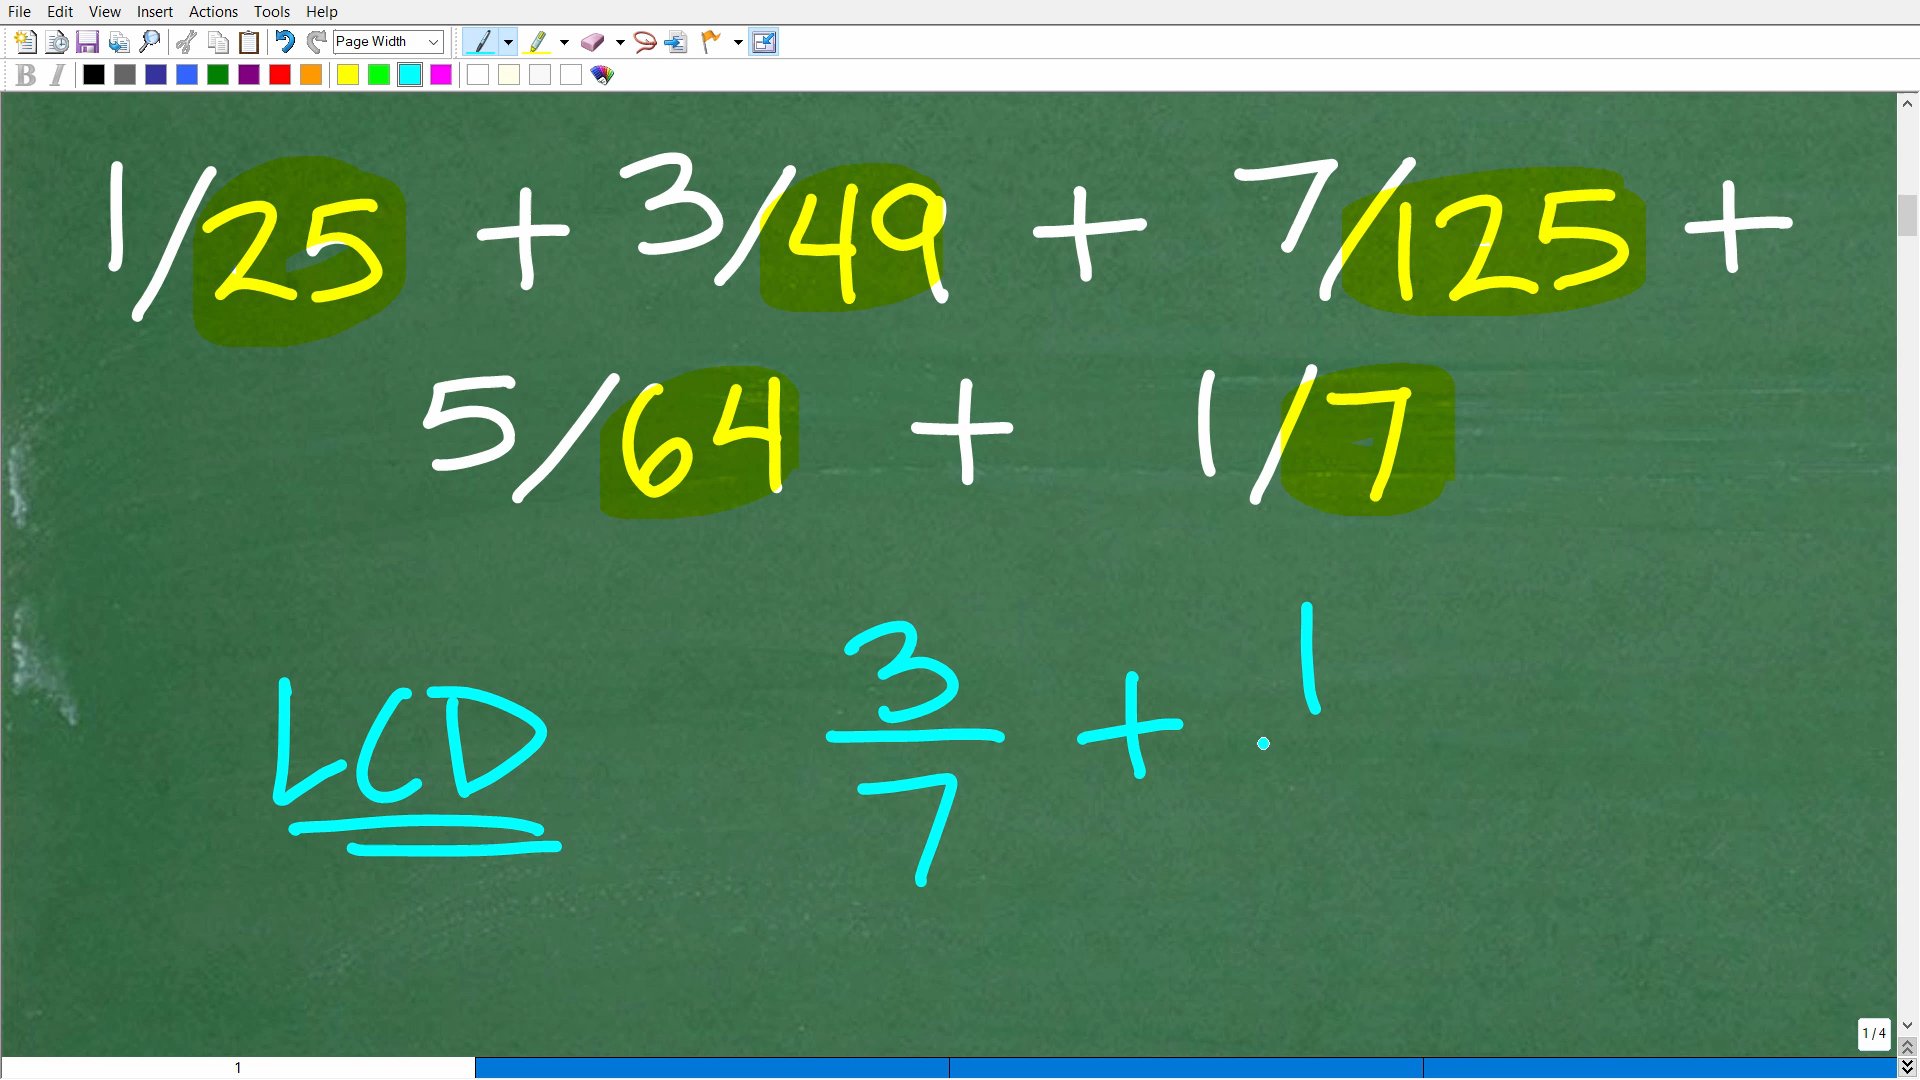 File Edit View Insert Actions Tools Help
Page Width
B I
1/25 + 3/49 + 7/125 +
5/64 + 1/7
LCD
3/7 + 1
1 / 4
1